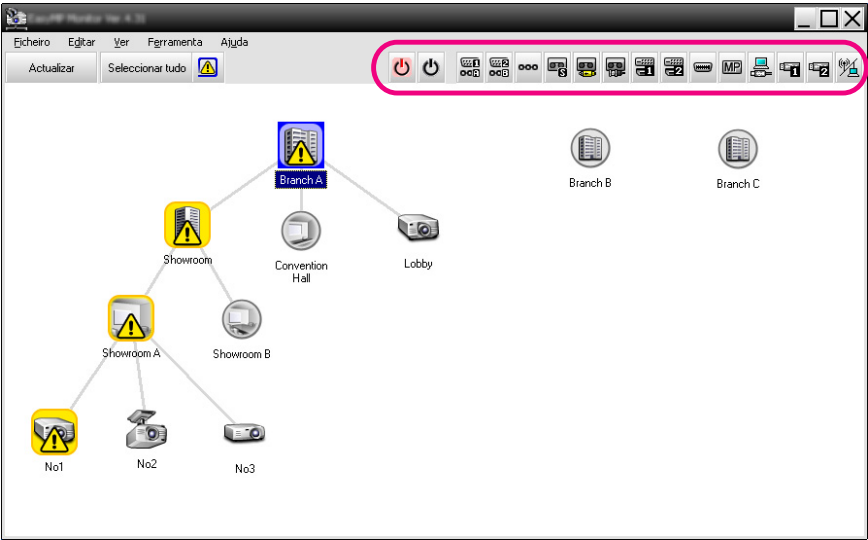 Ficheiro Editar Ver Ferramenta Ajuda
Actualizar Seleccionar tudo
MP
Branch A
Branch B
Branch C
Showroom
Convention
Hall
Lobby
Showroom A
Showroom B
No1
No2
No3